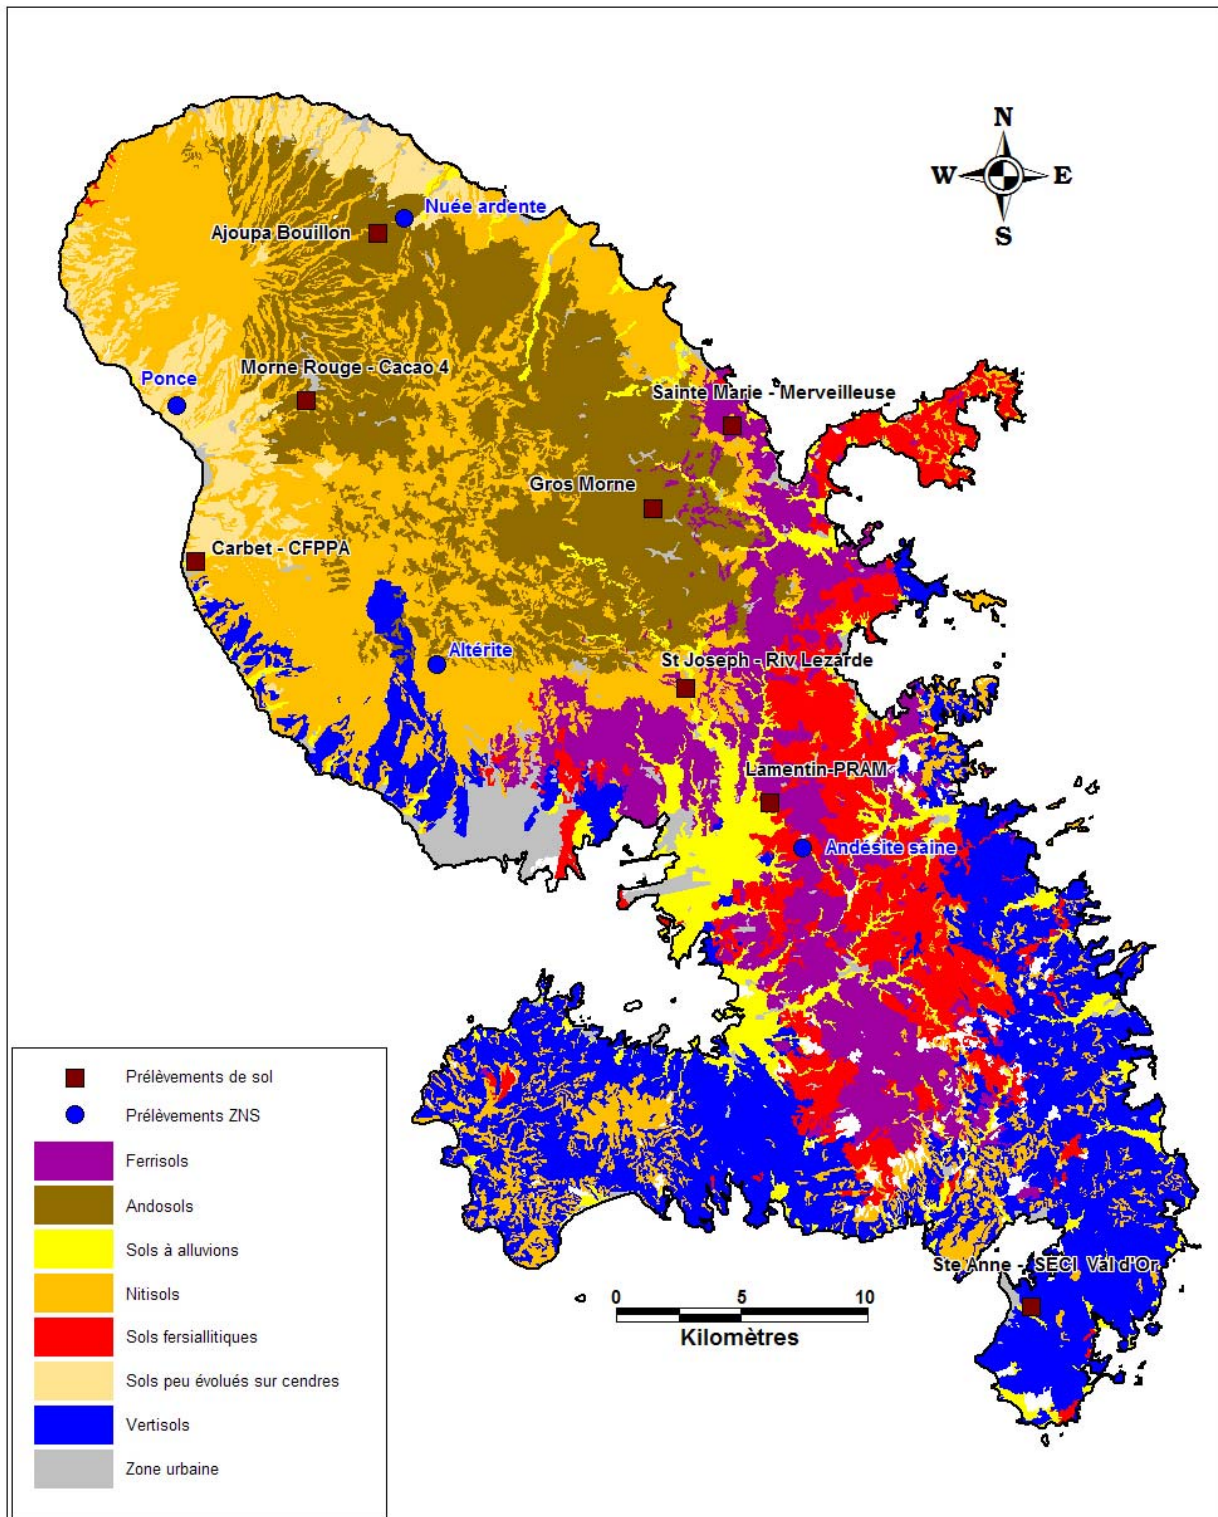 N
W E
S
Nuée ardente
Ajoupa Bouillon
Morne Rouge - Cacao 4
Ponce
Sainte Marie - Merveilleuse
Gros Morne
Carbet - CFPPA
Altérite
St Joseph - Riv Lezarde
Lamentin-PRAM
Andésite saine
Ste Anne - SECI Val d'Or
0 5 10
Kilomètres
Prélèvements de sol
Prélèvements ZNS
Ferrisols
Andosols
Sols à alluvions
Nitisols
Sols fersiallitiques
Sols peu évolués sur cendres
Vertisols
Zone urbaine